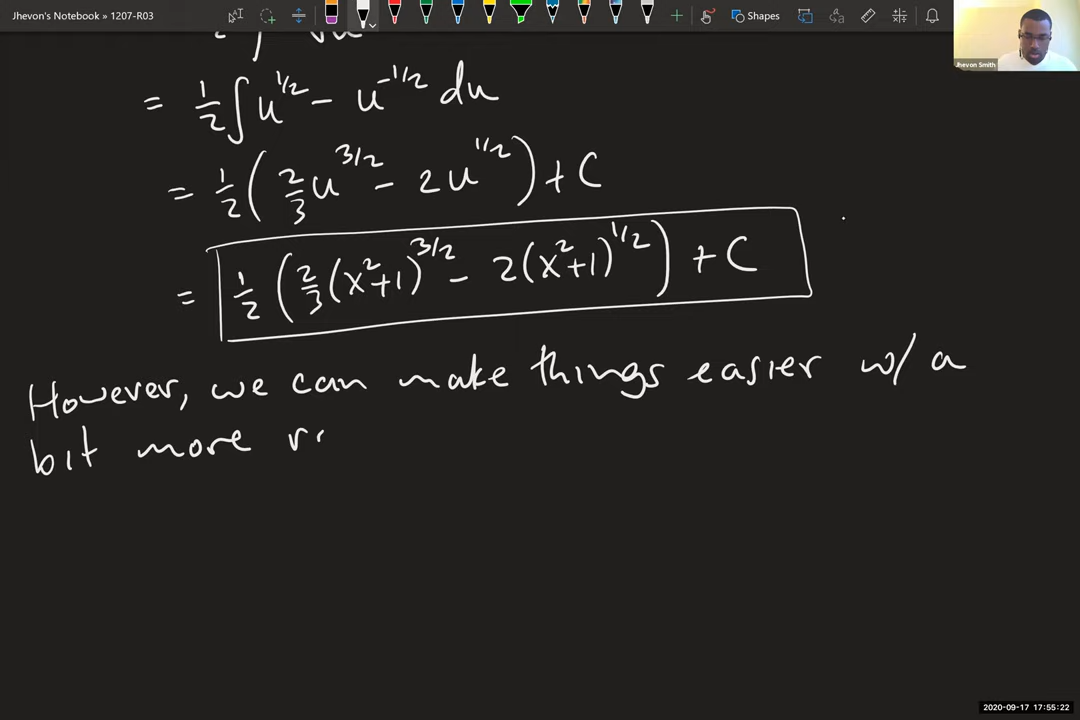 Jhevon's Notebook » 1207-R03
Shapes
Jhevon Smith
= 1/2 ∫ u^{1/2} - u^{-1/2} du
= 1/2 ( 2/3 u^{3/2} - 2u^{1/2} ) + C
= 1/2 ( 2/3 (x²+1)^{3/2} - 2(x²+1)^{1/2} ) + C
However, we can make things easier w/ a
bit more
2020-09-17 17:55:22